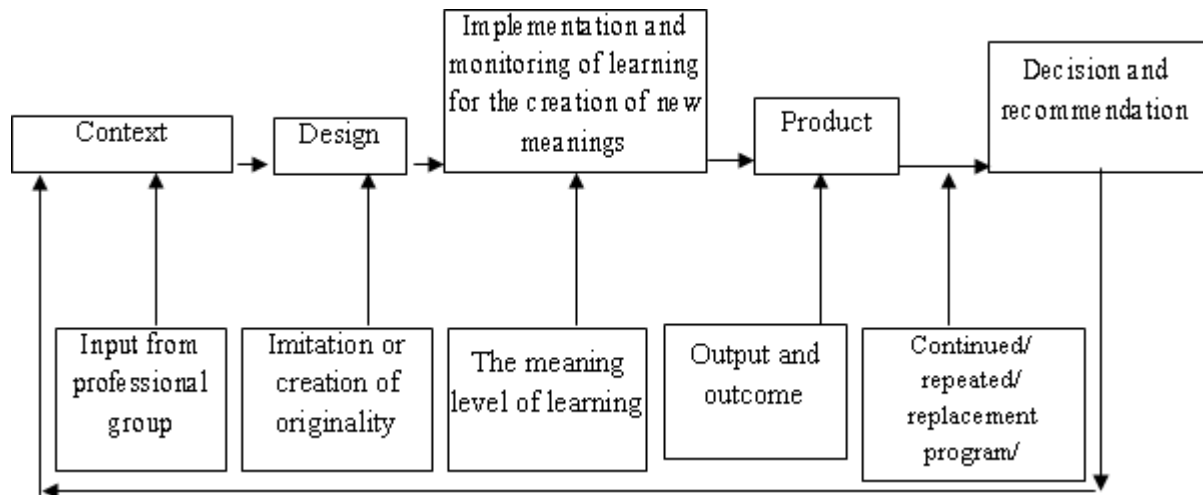 Context
Design
Implementation and
monitoring of learning
for the creation of new
meanings
Product
Decision and
recommendation
Input from
professional
group
Imitation or
creation of
originality
The meaning
level of learning
Output and
outcome
Continued/
repeated/
replacement
program/